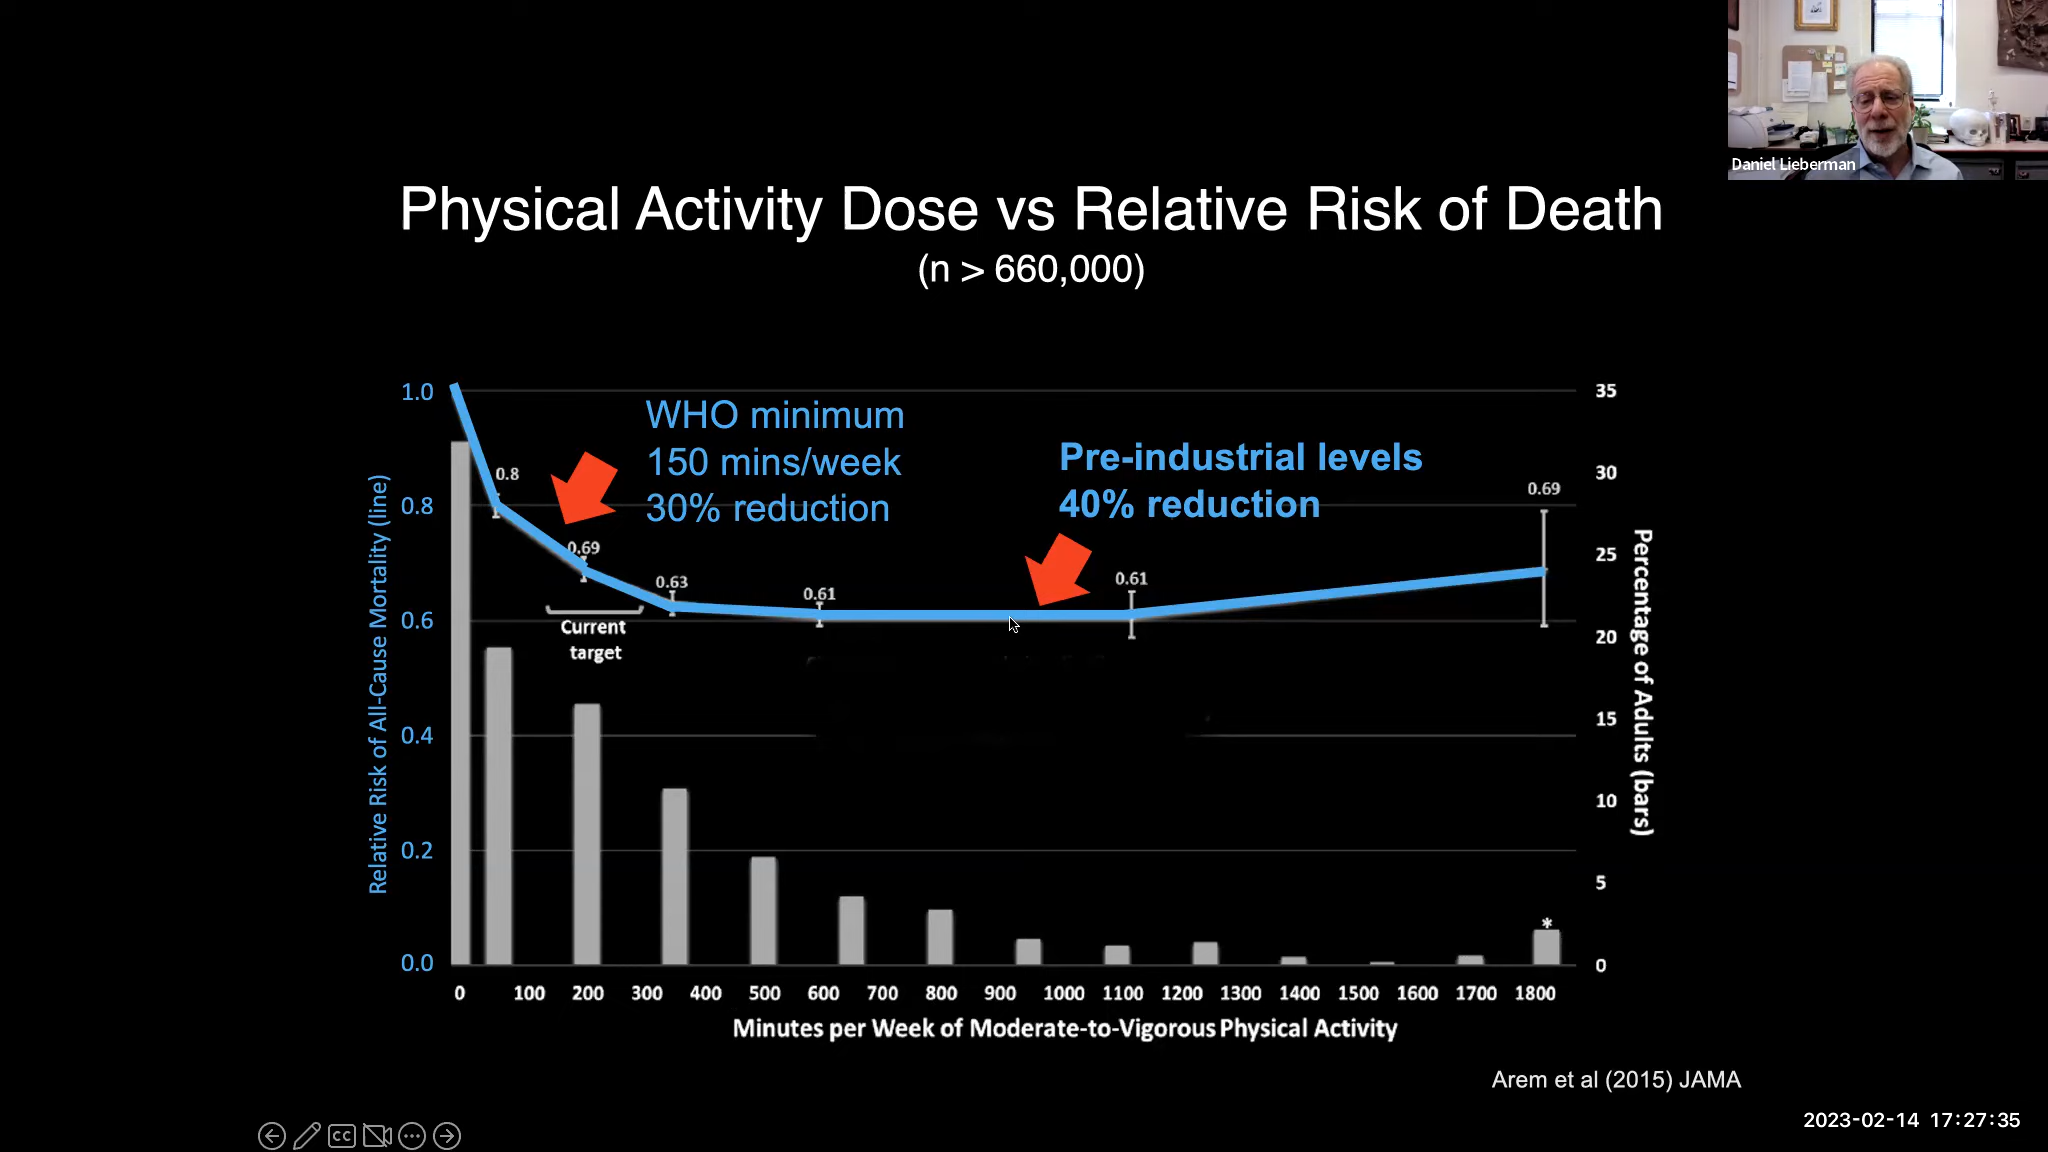 Daniel Lieberman
Physical Activity Dose vs Relative Risk of Death
(n > 660,000)
WHO minimum
150 mins/week
30% reduction
Pre-industrial levels
40% reduction
Relative Risk of All-Cause Mortality (line)
1.0
0.8
0.6
0.4
0.2
0.0
0.8
0.69
0.63
0.61
0.61
0.69
Current
target
35
30
25
20
15
10
5
0
Percentage of Adults (bars)
*
0 100 200 300 400 500 600 700 800 900 1000 1100 1200 1300 1400 1500 1600 1700 1800
Minutes per Week of Moderate-to-Vigorous Physical Activity
Arem et al (2015) JAMA
2023-02-14 17:27:35
CC